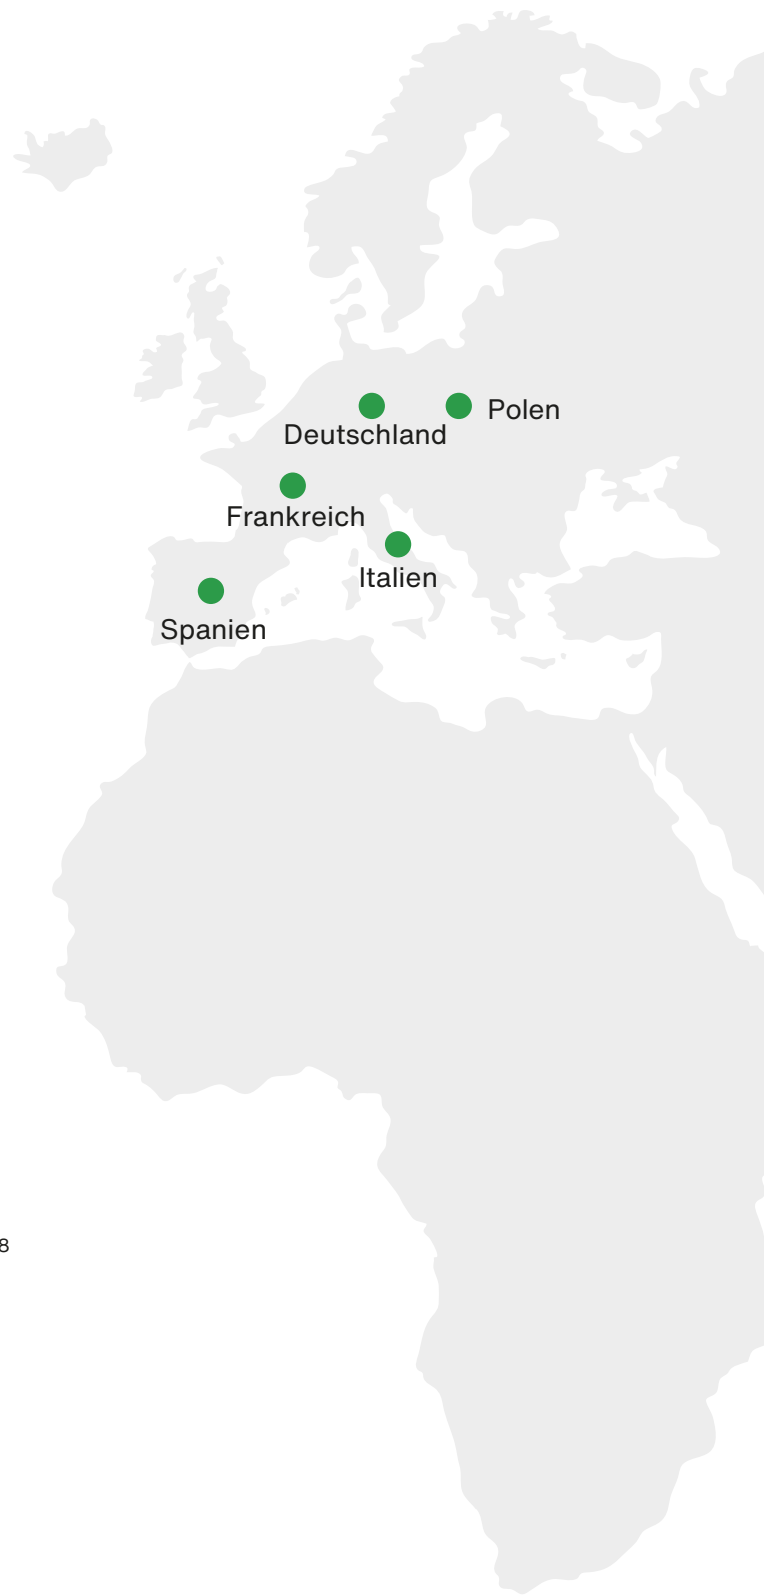 Polen
Deutschland
Frankreich
Italien
Spanien
8